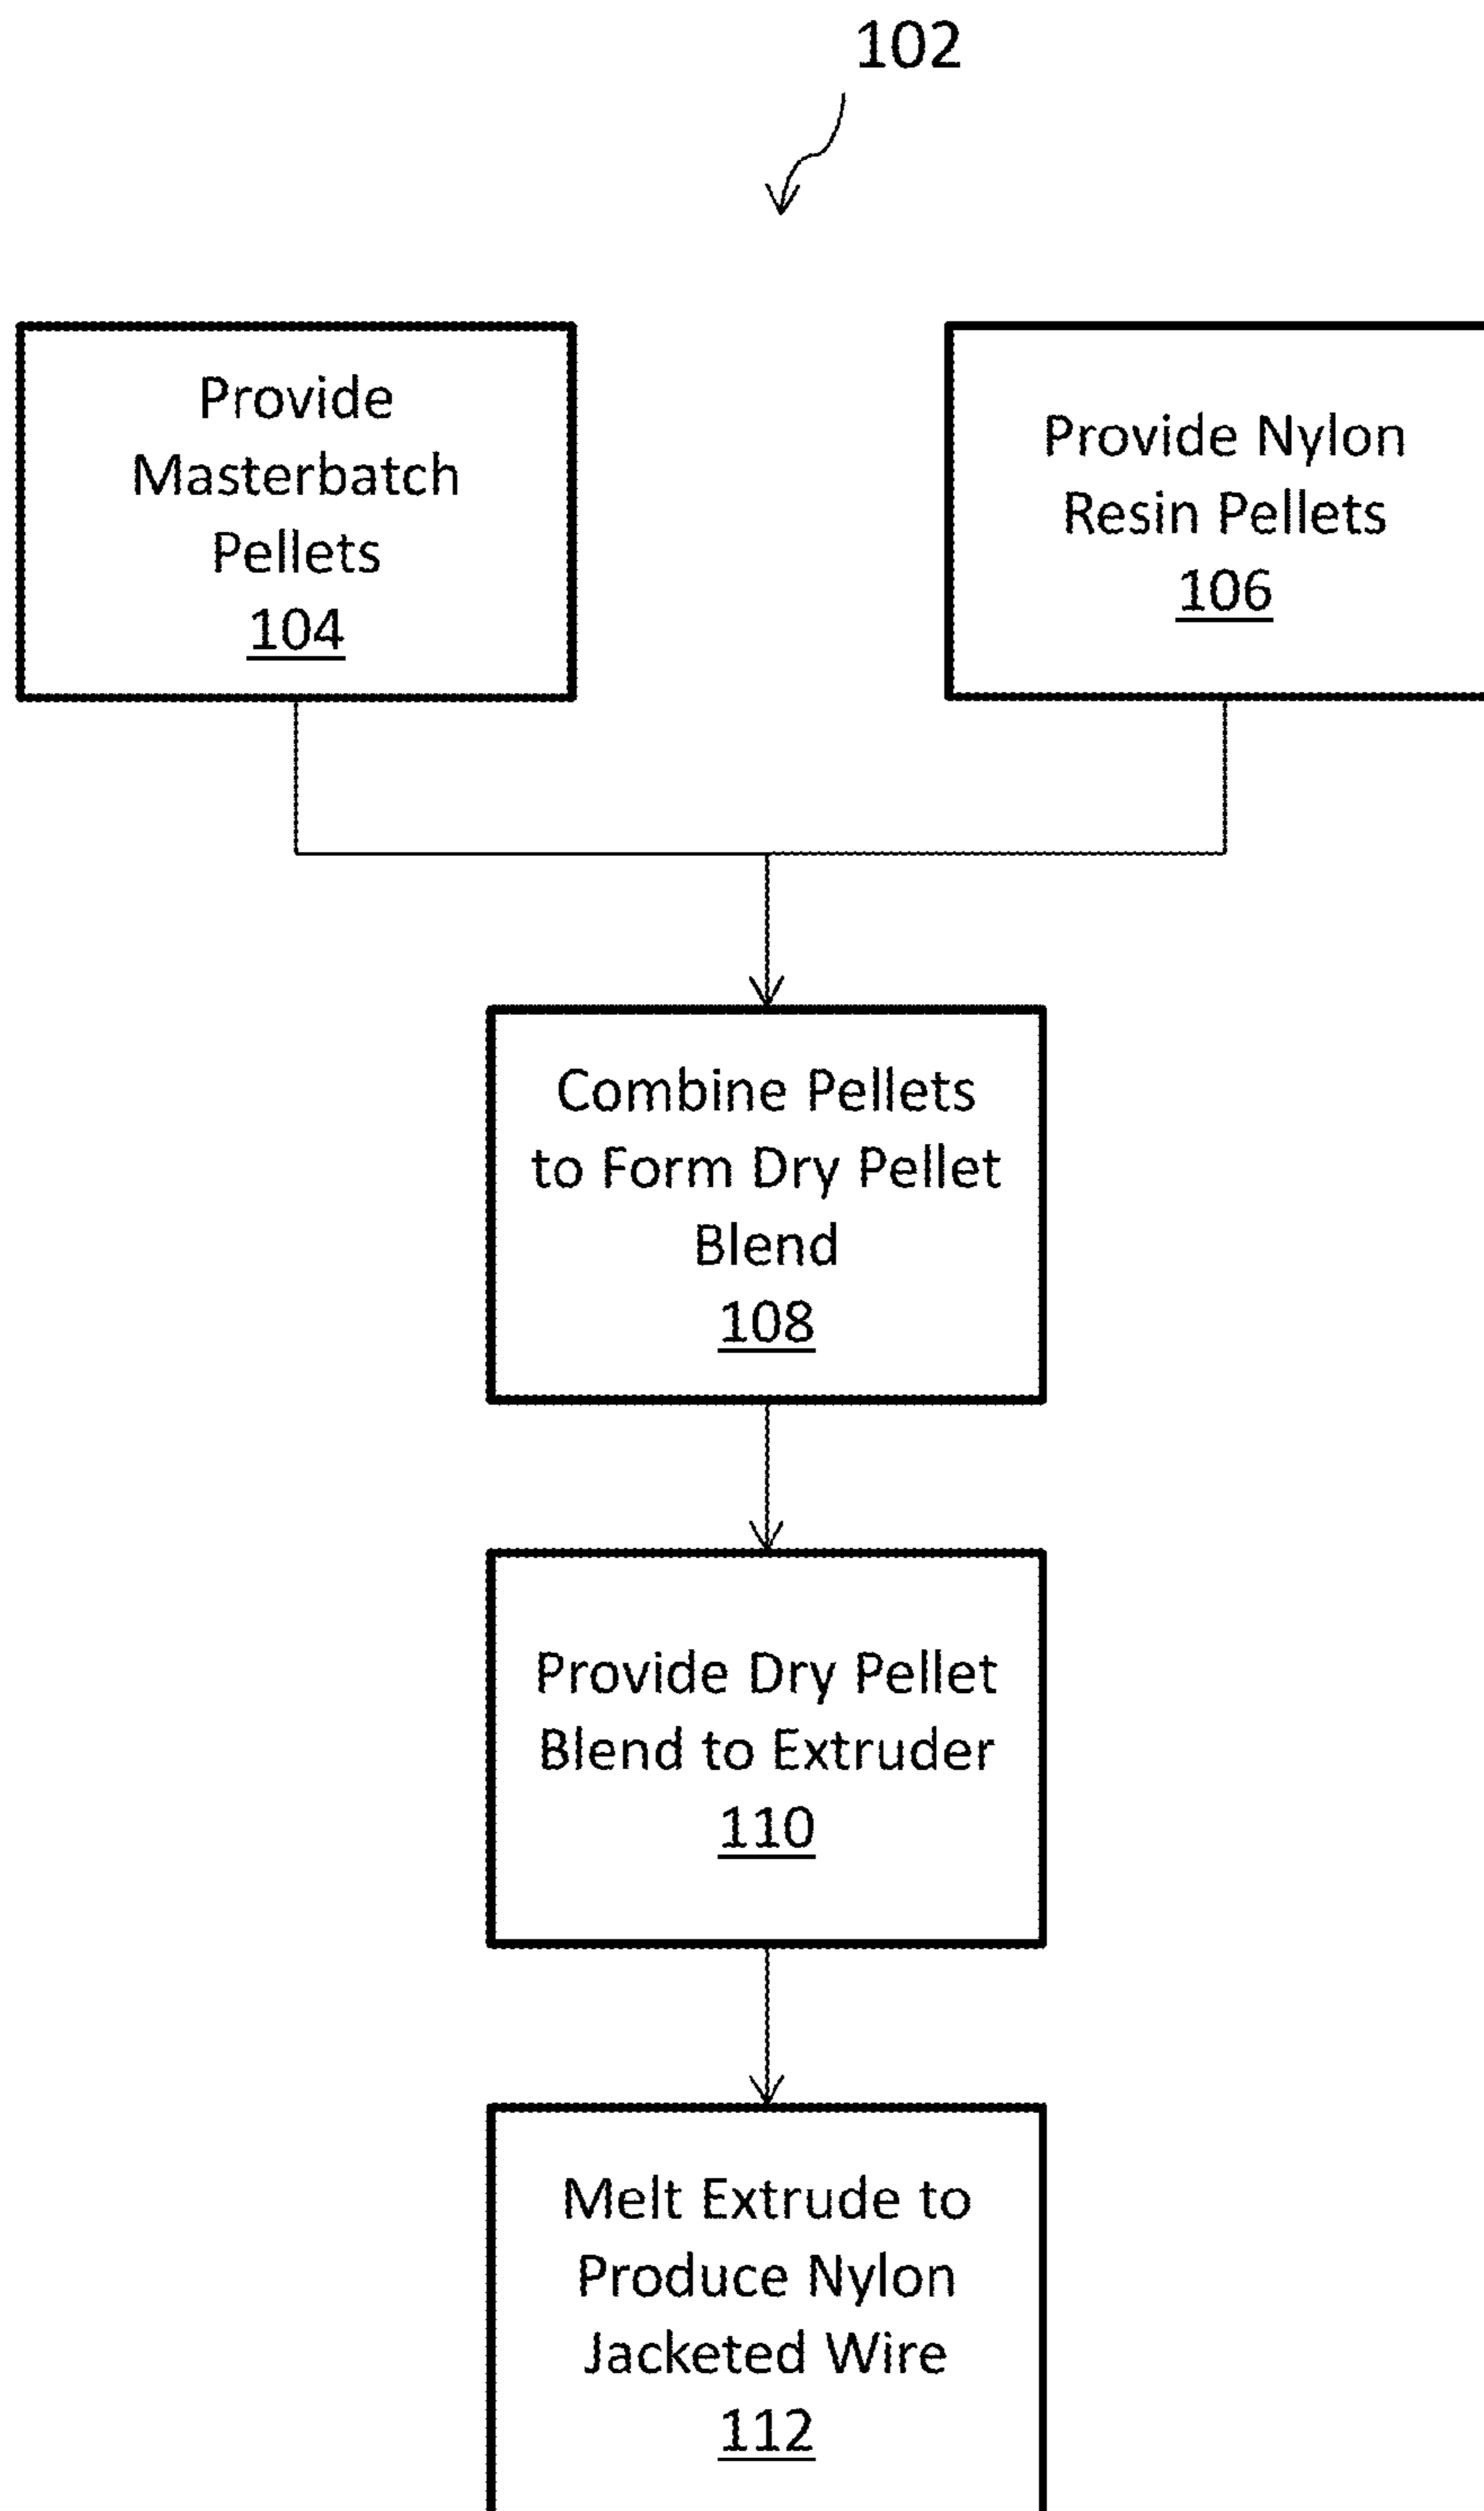 102
Provide
Masterbatch
Pellets
104
Provide Nylon
Resin Pellets
106
Combine Pellets
to Form Dry Pellet
Blend
108
Provide Dry Pellet
Blend to Extruder
110
Melt Extrude to
Produce Nylon
Jacketed Wire
112